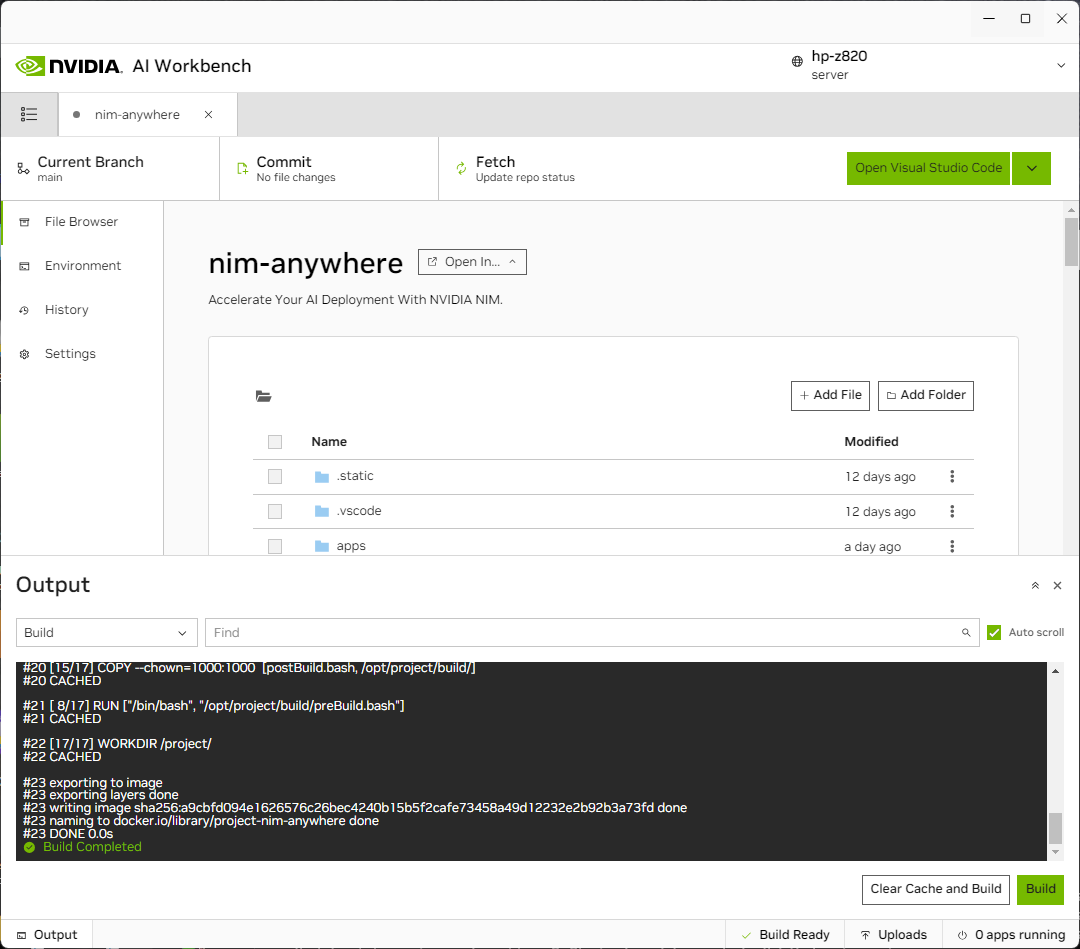 NVIDIA. AI Workbench
hp-z820
server
nim-anywhere
Current Branch
main
Commit
No file changes
Fetch
Update repo status
Open Visual Studio Code
File Browser
Environment
History
Settings
nim-anywhere
Open In...
Accelerate Your AI Deployment With NVIDIA NIM.
Add File
Add Folder
Name Modified
.static 12 days ago
.vscode 12 days ago
apps a day ago
Output
Build
Find
Auto scroll
#20 [15/17] COPY --chown=1000:1000  [postBuild.bash, /opt/project/build/]
#20 CACHED
#21 [ 8/17] RUN ["/bin/bash", "/opt/project/build/preBuild.bash"]
#21 CACHED
#22 [17/17] WORKDIR /project/
#22 CACHED
#23 exporting to image
#23 exporting layers done
#23 writing image sha256:a9cbfd094e1626576c26bec4240b15b5f2cafe73458a49d12232e2b92b3a73fd done
#23 naming to docker.io/library/project-nim-anywhere done
#23 DONE 0.0s
Build Completed
Clear Cache and Build
Build
Output
Build Ready
Uploads
0 apps running